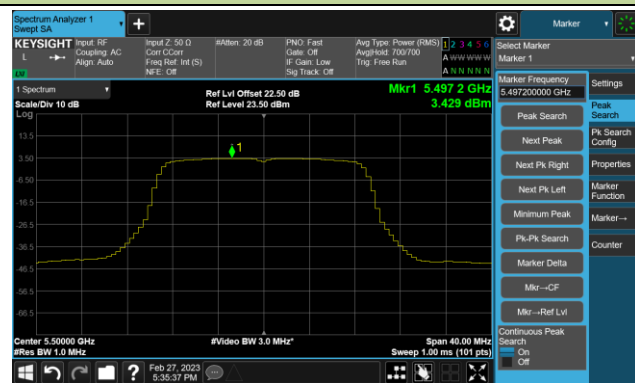 Spectrum Analyzer 1
Swept SA
+
Marker
KEYSIGHT
L
Input: RF
Coupling: AC
Align: Auto
Input Z: 50 Ω
Corr CCorr
Freq Ref: Int (S)
NFE: Off
#Atten: 20 dB
PNO: Fast
Gate: Off
IF Gain: Low
Sig Track: Off
Avg Type: Power (RMS)
Avg|Hold: 700/700
Trig: Free Run
1 2 3 4 5 6
A W W W W W
A N N N N N
Select Marker
Marker 1
1 Spectrum
Scale/Div 10 dB
Log
Ref Lvl Offset 22.50 dB
Ref Level 23.50 dBm
Mkr1 5.497 2 GHz
3.429 dBm
1
13.5
3.50
-6.50
-16.5
-26.5
-36.5
-46.5
-56.5
-66.5
Center 5.50000 GHz
#Res BW 1.0 MHz
#Video BW 3.0 MHz*
Span 40.00 MHz
Sweep 1.00 ms (101 pts)
Marker Frequency
5.497200000 GHz
Peak Search
Next Peak
Next Pk Right
Next Pk Left
Minimum Peak
Pk-Pk Search
Marker Delta
Mkr→CF
Mkr→Ref Lvl
Continuous Peak
Search
On
Off
Settings
Peak
Search
Pk Search
Config
Properties
Marker
Function
Marker→
Counter
?
Feb 27, 2023
5:35:37 PM